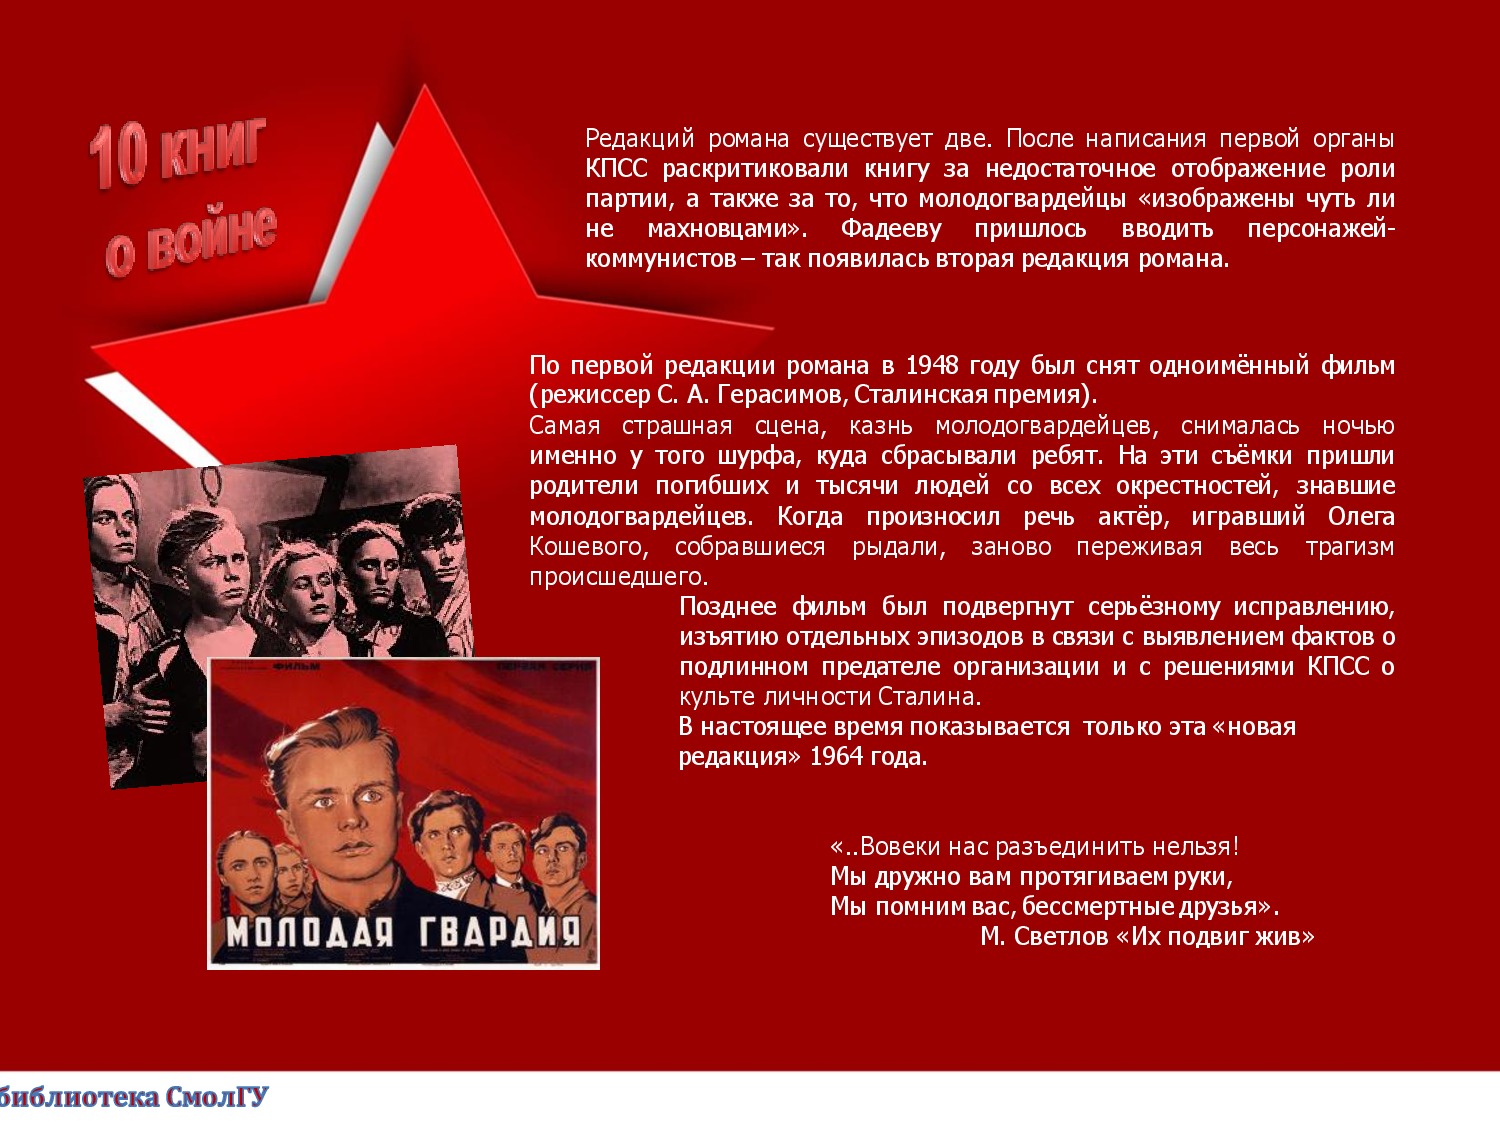 10 книг
о войне
Редакций романа существует две. После написания первой органы
КПСС раскритиковали книгу за недостаточное отображение роли
партии, а также за то, что молодогвардейцы «изображены чуть ли
не махновцами». Фадееву пришлось вводить персонажей-
коммунистов – так появилась вторая редакция романа.
По первой редакции романа в 1948 году был снят одноимённый фильм
(режиссер С. А. Герасимов, Сталинская премия).
Самая страшная сцена, казнь молодогвардейцев, снималась ночью
именно у того шурфа, куда сбрасывали ребят. На эти съёмки пришли
родители погибших и тысячи людей со всех окрестностей, знавшие
молодогвардейцев. Когда произносил речь актёр, игравший Олега
Кошевого, собравшиеся рыдали, заново переживая весь трагизм
происшедшего.
Позднее фильм был подвергнут серьёзному исправлению,
изъятию отдельных эпизодов в связи с выявлением фактов о
подлинном предателе организации и с решениями КПСС о
культе личности Сталина.
В настоящее время показывается только эта «новая
редакция» 1964 года.
ФИЛЬМ ПЕРВАЯ СЕРИЯ
МОЛОДАЯ ГВАРДИЯ
«..Вовеки нас разъединить нельзя!
Мы дружно вам протягиваем руки,
Мы помним вас, бессмертные друзья».
М. Светлов «Их подвиг жив»
библиотека СмолГУ